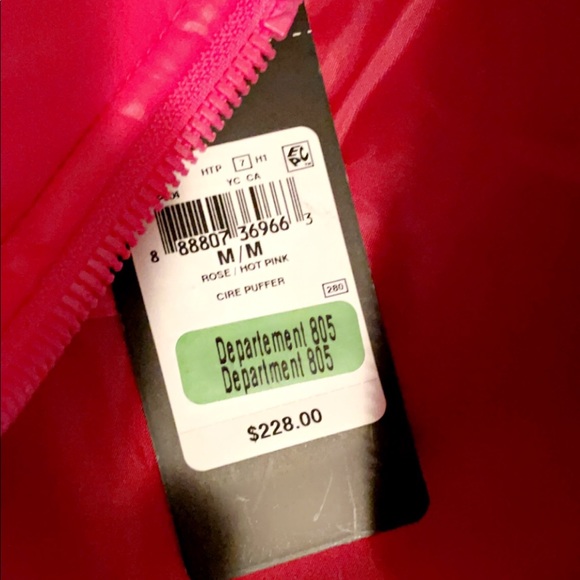 HTP 7 H1
EPC
YC CA
8 88807 36966 3
M/M
ROSE / HOT PINK
CIRE PUFFER
280
Departement 805
Department 805
$228.00